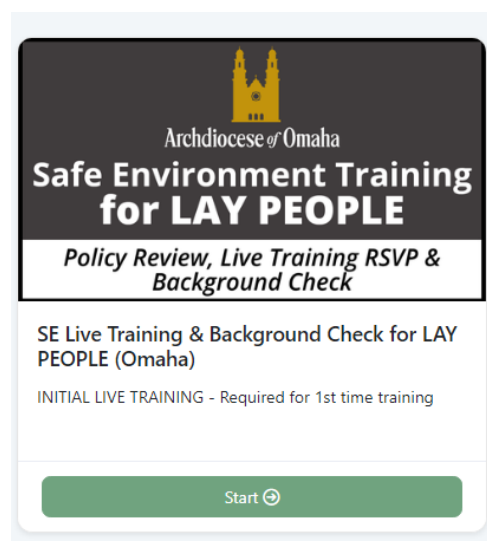 Archdiocese of Omaha
Safe Environment Training
for LAY PEOPLE
Policy Review, Live Training RSVP &
Background Check
SE Live Training & Background Check for LAY
PEOPLE (Omaha)
INITIAL LIVE TRAINING - Required for 1st time training
Start